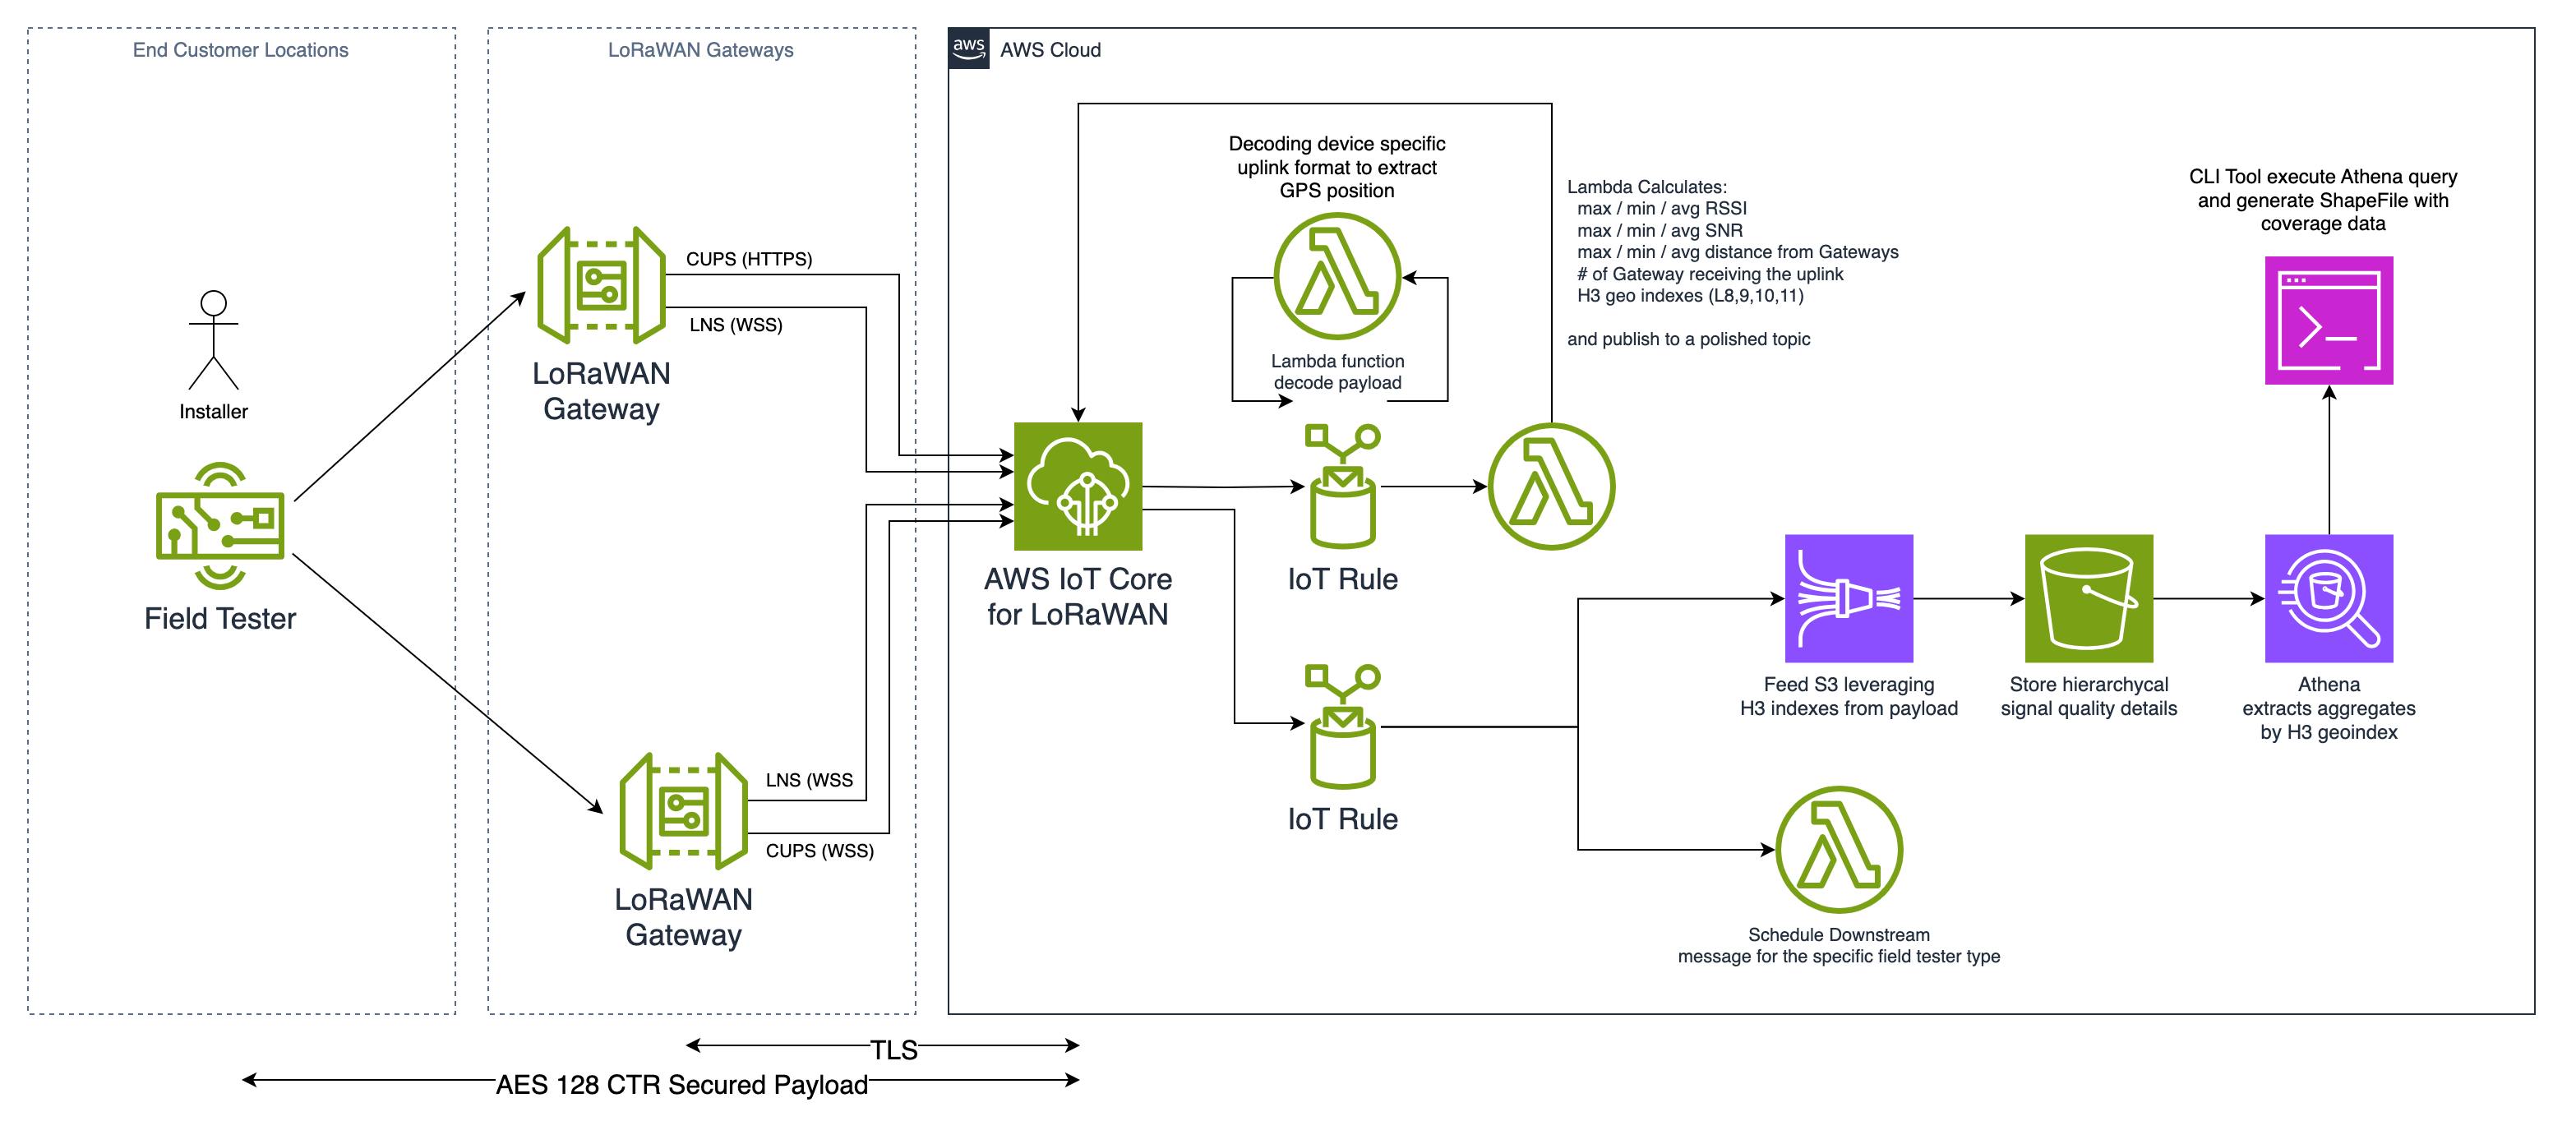 End Customer Locations
LoRaWAN Gateways
aws
AWS Cloud
Installer
Field Tester
CUPS (HTTPS)
LNS (WSS)
LoRaWAN
Gateway
LNS (WSS
CUPS (WSS)
LoRaWAN
Gateway
AWS IoT Core
for LoRaWAN
Decoding device specific
uplink format to extract
GPS position
Lambda function
decode payload
IoT Rule
Lambda Calculates:
max / min / avg RSSI
max / min / avg SNR
max / min / avg distance from Gateways
# of Gateway receiving the uplink
H3 geo indexes (L8,9,10,11)
and publish to a polished topic
IoT Rule
CLI Tool execute Athena query
and generate ShapeFile with
coverage data
Feed S3 leveraging
H3 indexes from payload
Store hierarchycal
signal quality details
Athena
extracts aggregates
by H3 geoindex
Schedule Downstream
message for the specific field tester type
TLS
AES 128 CTR Secured Payload